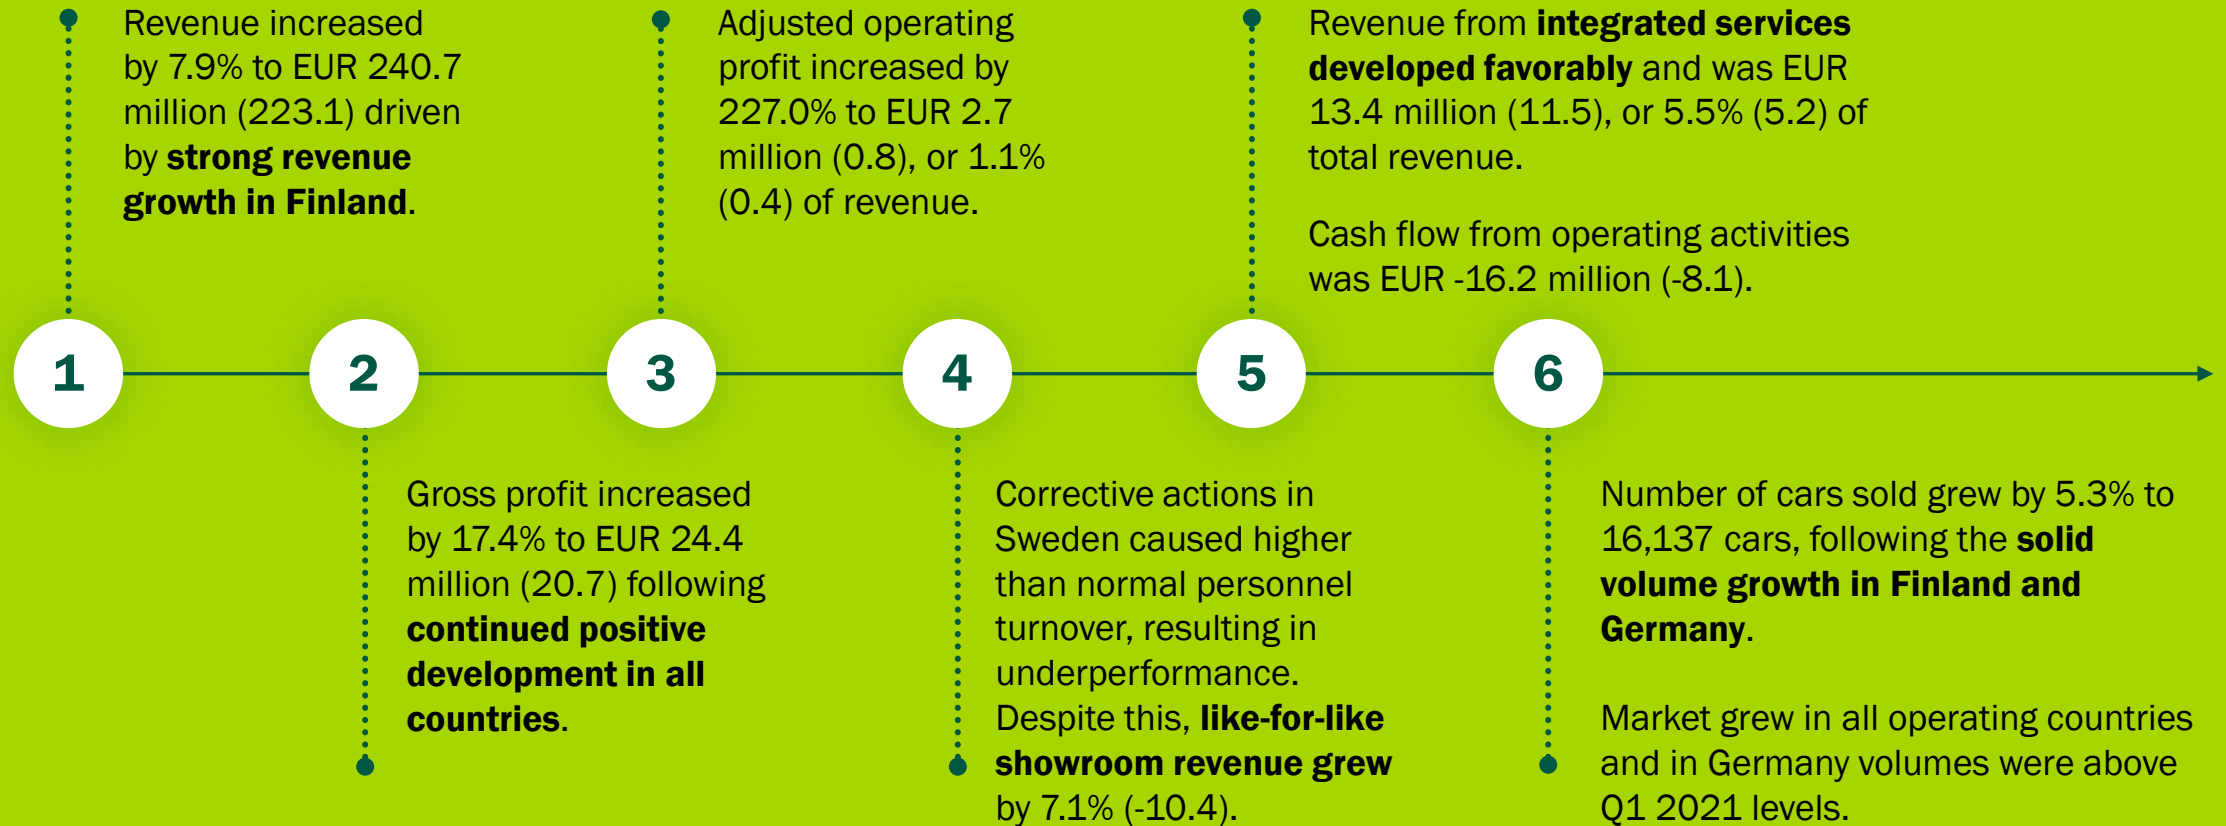 Revenue increased
by 7.9% to EUR 240.7
million (223.1) driven
by strong revenue
growth in Finland.
Adjusted operating
profit increased by
227.0% to EUR 2.7
million (0.8), or 1.1%
(0.4) of revenue.
Revenue from integrated services
developed favorably and was EUR
13.4 million (11.5), or 5.5% (5.2) of
total revenue.
Cash flow from operating activities
was EUR -16.2 million (-8.1).
1
2
3
4
5
6
Gross profit increased
by 17.4% to EUR 24.4
million (20.7) following
continued positive
development in all
countries.
Corrective actions in
Sweden caused higher
than normal personnel
turnover, resulting in
underperformance.
Despite this, like-for-like
showroom revenue grew
by 7.1% (-10.4).
Number of cars sold grew by 5.3% to
16,137 cars, following the solid
volume growth in Finland and
Germany.
Market grew in all operating countries
and in Germany volumes were above
Q1 2021 levels.